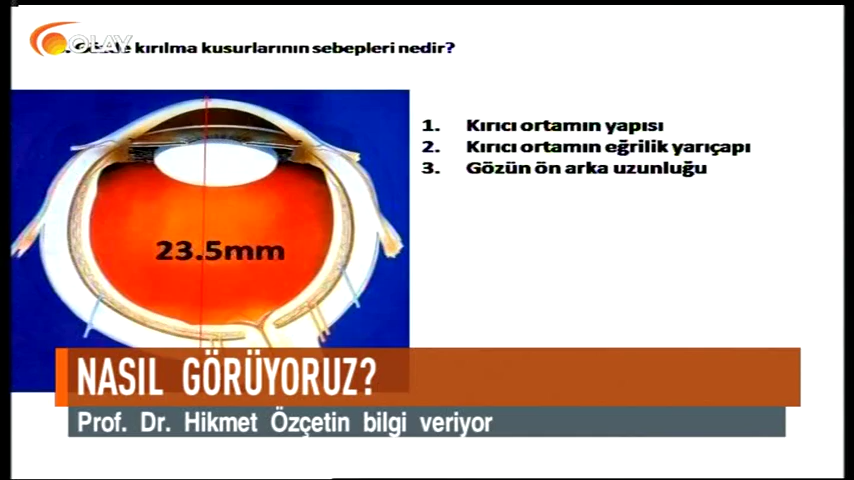 OLAY
kırılma kusurlarının sebepleri nedir?
1. Kırıcı ortamın yapısı
2. Kırıcı ortamın eğrilik yarıçapı
3. Gözün ön arka uzunluğu
23.5mm
NASIL GÖRÜYORUZ?
Prof. Dr. Hikmet Özçetin bilgi veriyor